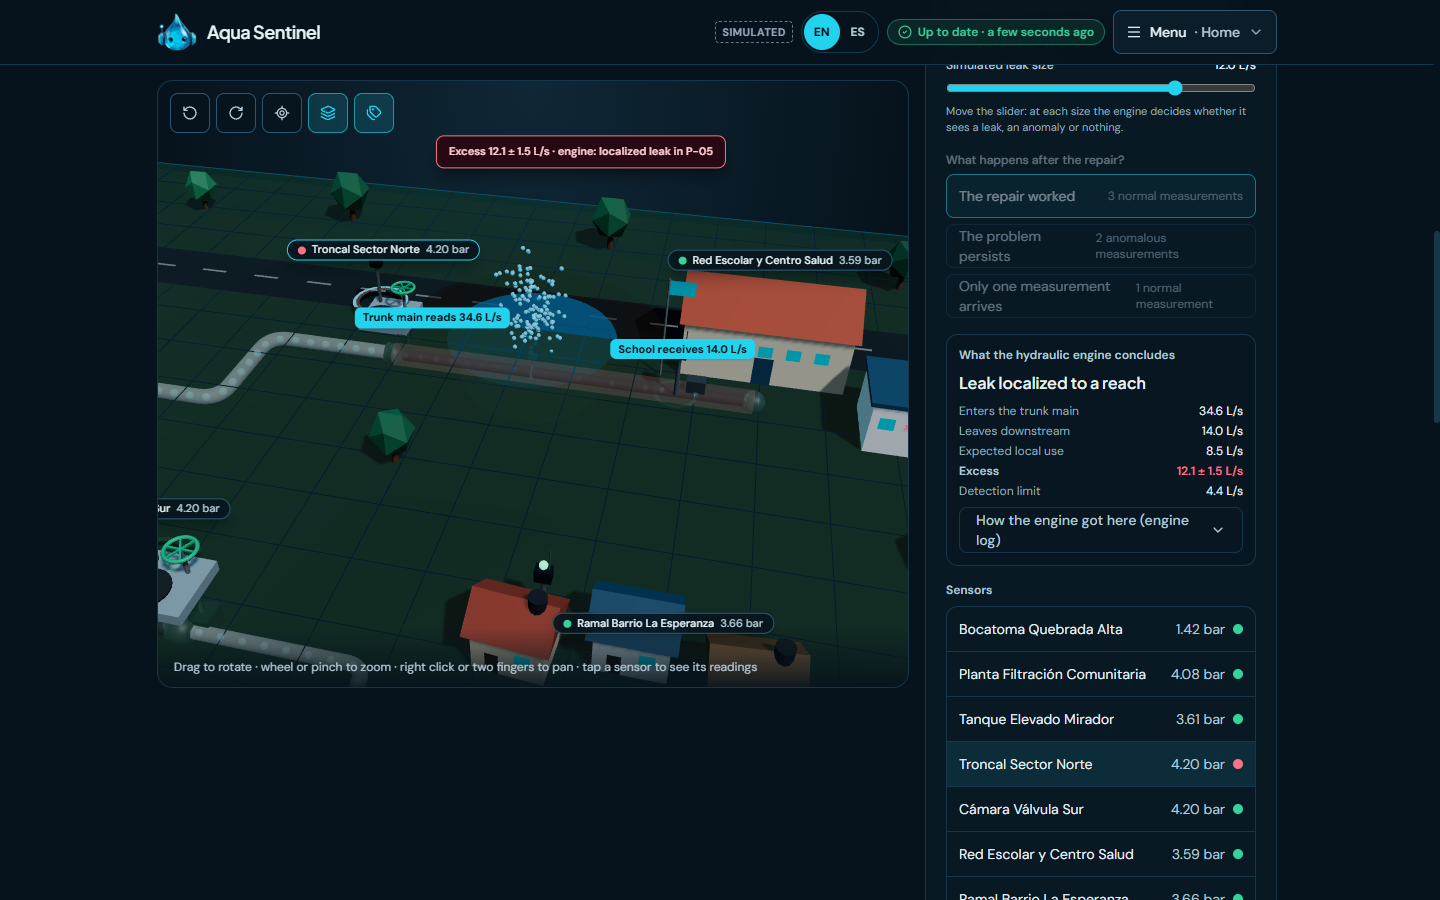 Aqua Sentinel
SIMULATED
EN
ES
Up to date · a few seconds ago
Menu · Home
Excess 12.1 ± 1.5 L/s · engine: localized leak in P-05
Troncal Sector Norte 4.20 bar
Red Escolar y Centro Salud 3.59 bar
Trunk main reads 34.6 L/s
School receives 14.0 L/s
4.20 bar
Ramal Barrio La Esperanza 3.66 bar
Drag to rotate · wheel or pinch to zoom · right click or two fingers to pan · tap a sensor to see its readings
Simulated leak size 12.0 L/s
Move the slider: at each size the engine decides whether it
sees a leak, an anomaly or nothing.
What happens after the repair?
The repair worked 3 normal measurements
The problem
persists
2 anomalous
measurements
Only one measurement
arrives
1 normal
measurement
What the hydraulic engine concludes
Leak localized to a reach
Enters the trunk main 34.6 L/s
Leaves downstream 14.0 L/s
Expected local use 8.5 L/s
Excess 12.1 ± 1.5 L/s
Detection limit 4.4 L/s
How the engine got here (engine
log)
Sensors
Bocatoma Quebrada Alta 1.42 bar
Planta Filtración Comunitaria 4.08 bar
Tanque Elevado Mirador 3.61 bar
Troncal Sector Norte 4.20 bar
Cámara Válvula Sur 4.20 bar
Red Escolar y Centro Salud 3.59 bar
Ramal Barrio La Esperanza 3.66 bar